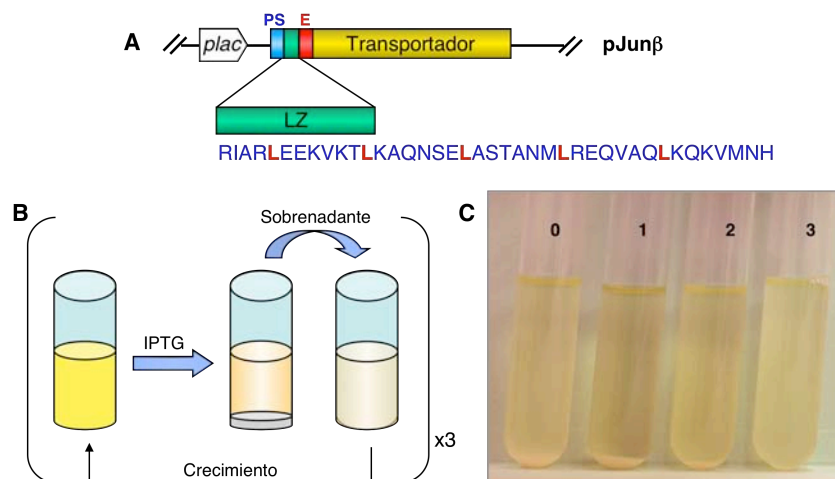 PS E
A plac Transportador pJunβ
LZ
RIARLEEKVKTLKAQNSELASTANMLREQVAQLKQKVMNH
B
Sobrenadante
IPTG
x3
Crecimiento
C
0 1 2 3